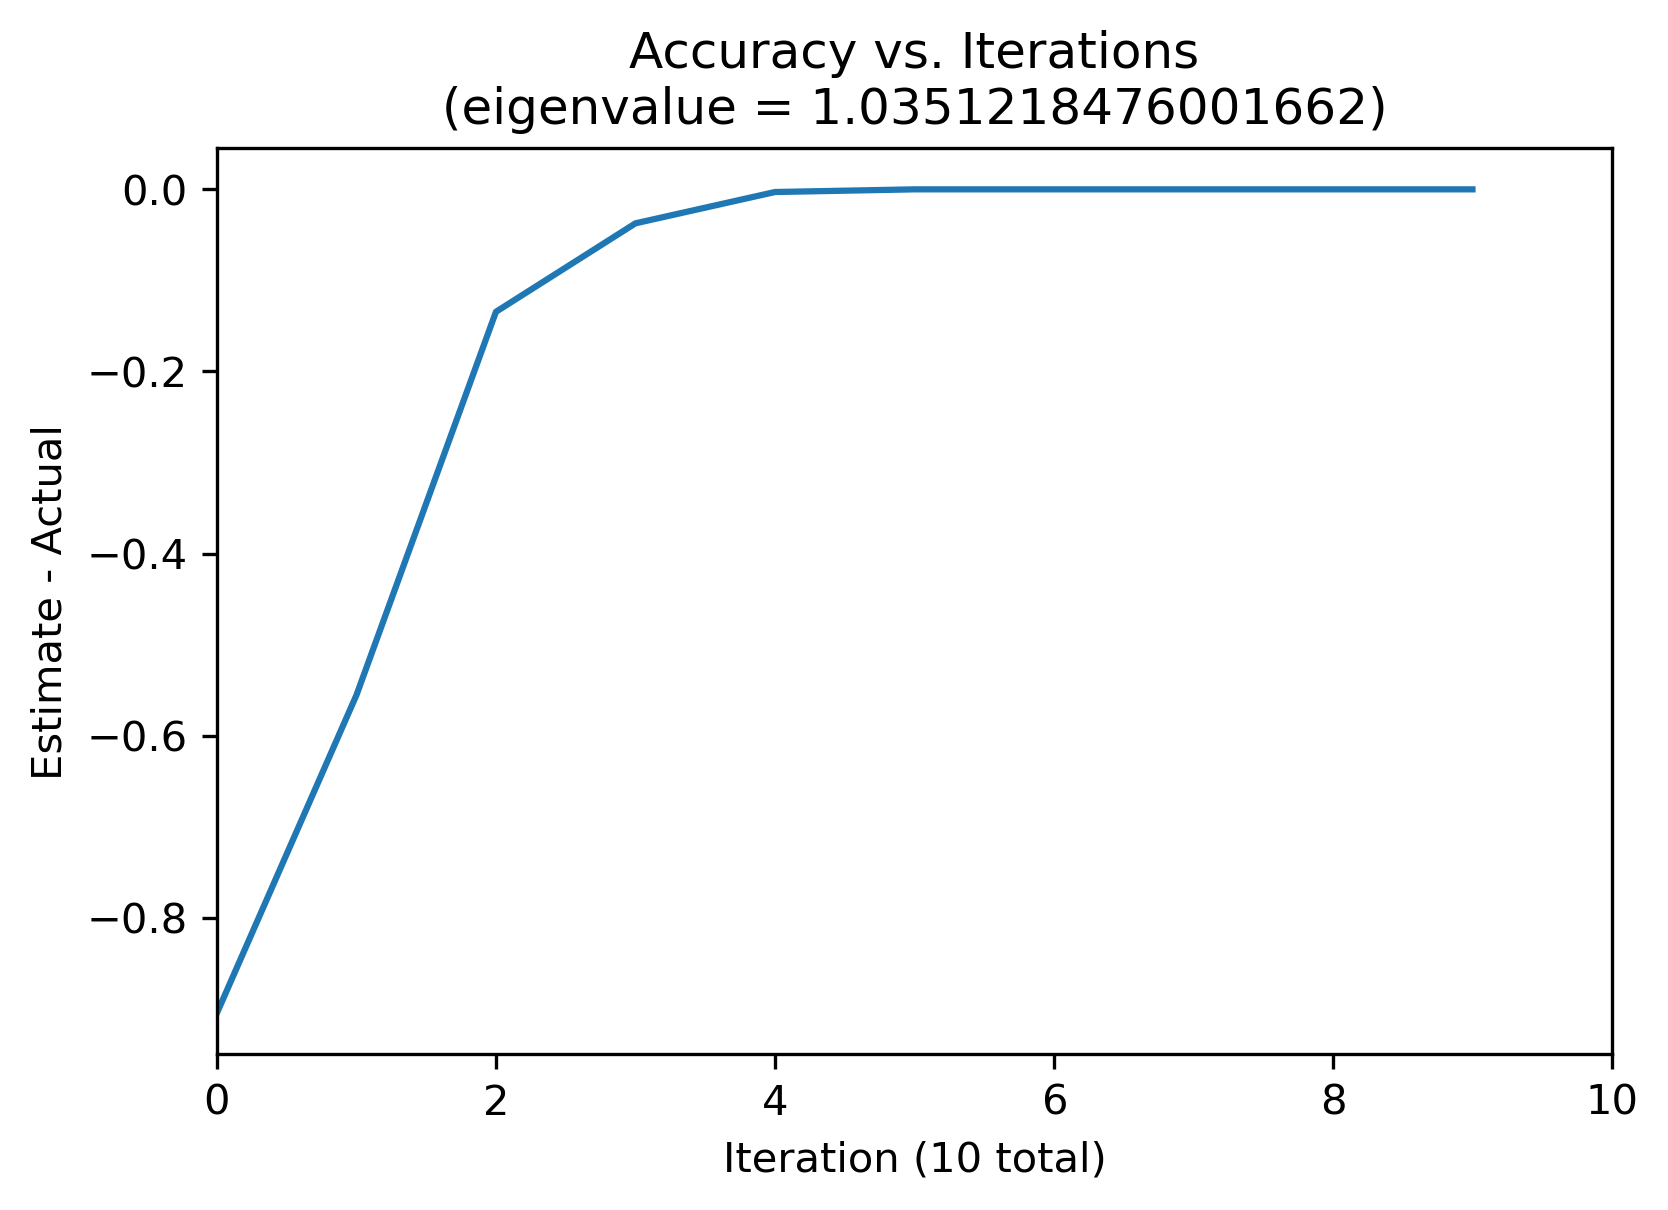 Accuracy vs. Iterations
(eigenvalue = 1.0351218476001662)
0.0
−0.2
−0.4
−0.6
−0.8
Estimate - Actual
0 2 4 6 8 10
Iteration (10 total)